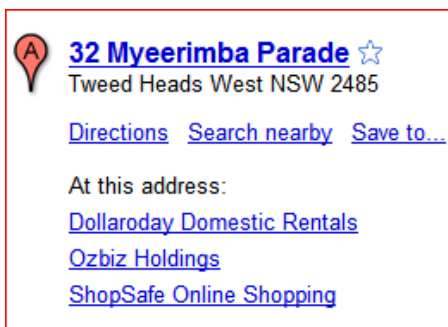 A
32 Myeerimba Parade
Tweed Heads West NSW 2485
Directions Search nearby Save to...
At this address:
Dollaroday Domestic Rentals
Ozbiz Holdings
ShopSafe Online Shopping